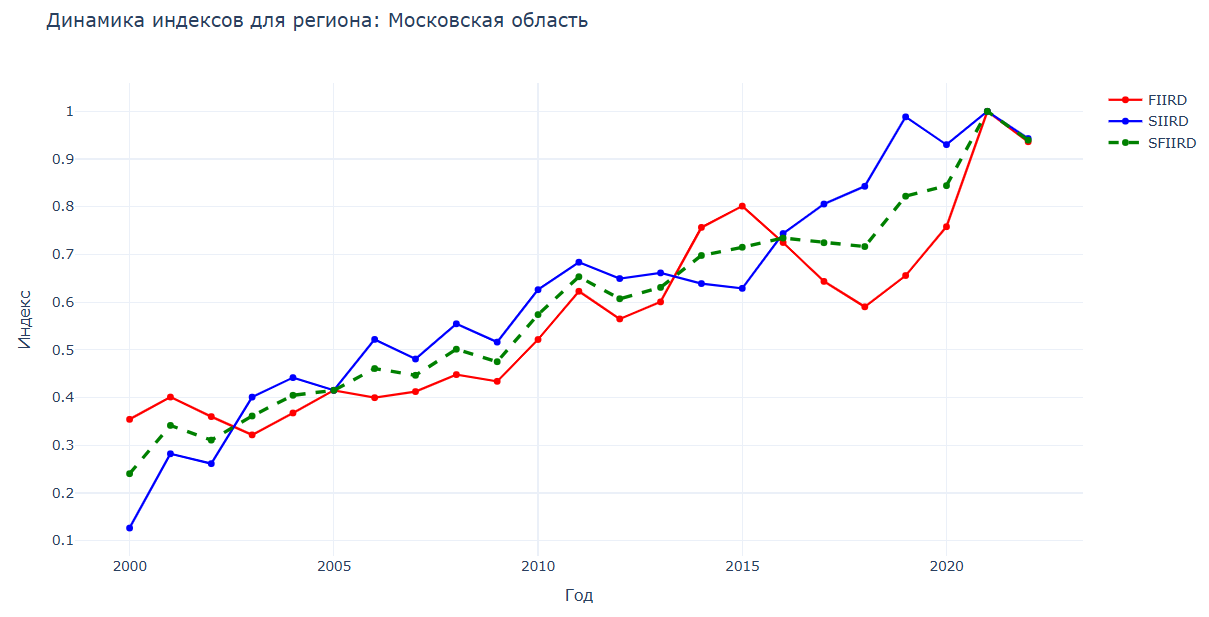 Динамика индексов для региона: Московская область
FIIRD
SIIRD
SFIIRD
1
0.9
0.8
0.7
0.6
0.5
0.4
0.3
0.2
0.1
Индекс
2000 2005 2010 2015 2020
Год